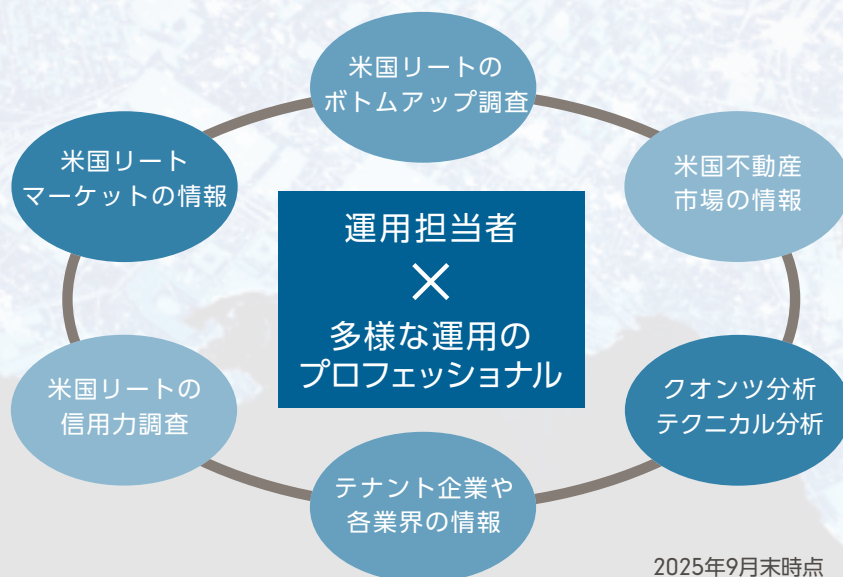 米国リートの
ボトムアップ調査
米国リート
マーケットの情報
米国不動産
市場の情報
運用担当者
×
多様な運用の
プロフェッショナル
米国リートの
信用力調査
クオンツ分析
テクニカル分析
テナント企業や
各業界の情報
2025年9月末時点